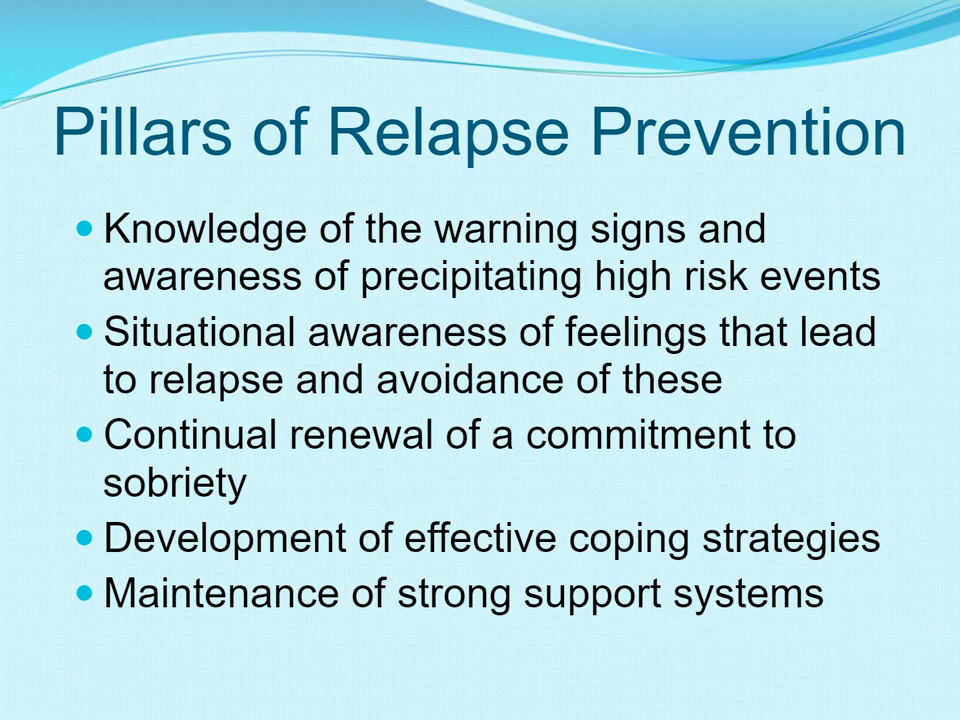 Pillars of Relapse Prevention
Knowledge of the warning signs and
awareness of precipitating high risk events
Situational awareness of feelings that lead
to relapse and avoidance of these
Continual renewal of a commitment to
sobriety
Development of effective coping strategies
Maintenance of strong support systems